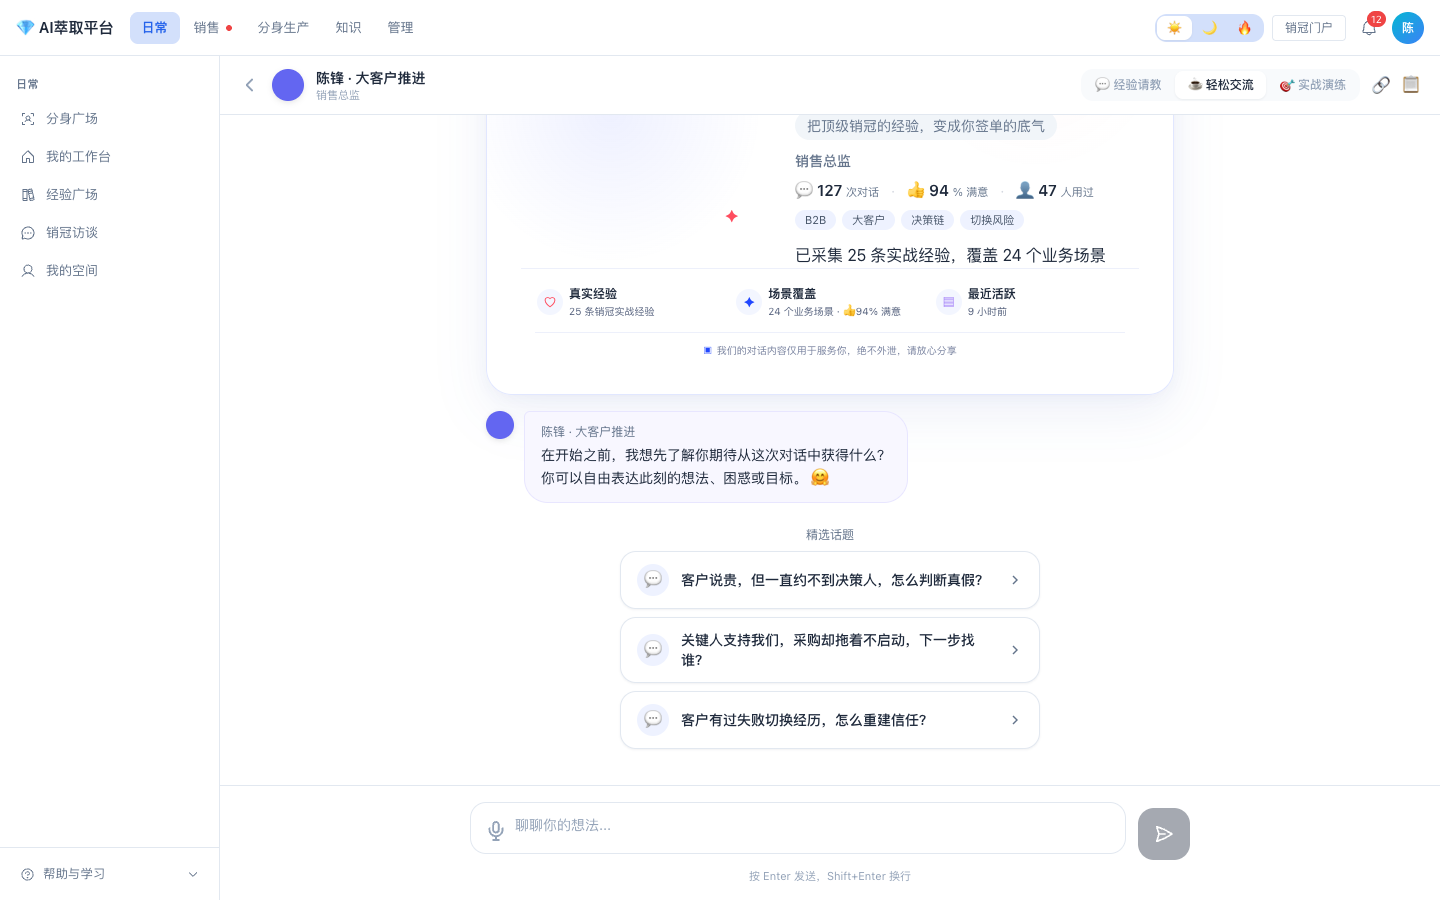 AI萃取平台
日常
销售
分身生产
知识
管理
销冠门户
12
陈
日常
分身广场
我的工作台
经验广场
销冠访谈
我的空间
帮助与学习
陈锋 · 大客户推进
销售总监
经验请教
轻松交流
实战演练
把顶级销冠的经验，变成你签单的底气
销售总监
127 次对话 · 94 % 满意 · 47 人用过
B2B 大客户 决策链 切换风险
已采集 25 条实战经验，覆盖 24 个业务场景
真实经验
25 条销冠实战经验
场景覆盖
24 个业务场景 · 👍94% 满意
最近活跃
9 小时前
我们的对话内容仅用于服务你，绝不外泄，请放心分享
陈锋 · 大客户推进
在开始之前，我想先了解你期待从这次对话中获得什么？
你可以自由表达此刻的想法、困惑或目标。🤗
精选话题
客户说贵，但一直约不到决策人，怎么判断真假？
关键人支持我们，采购却拖着不启动，下一步找
谁？
客户有过失败切换经历，怎么重建信任？
聊聊你的想法...
按 Enter 发送，Shift+Enter 换行